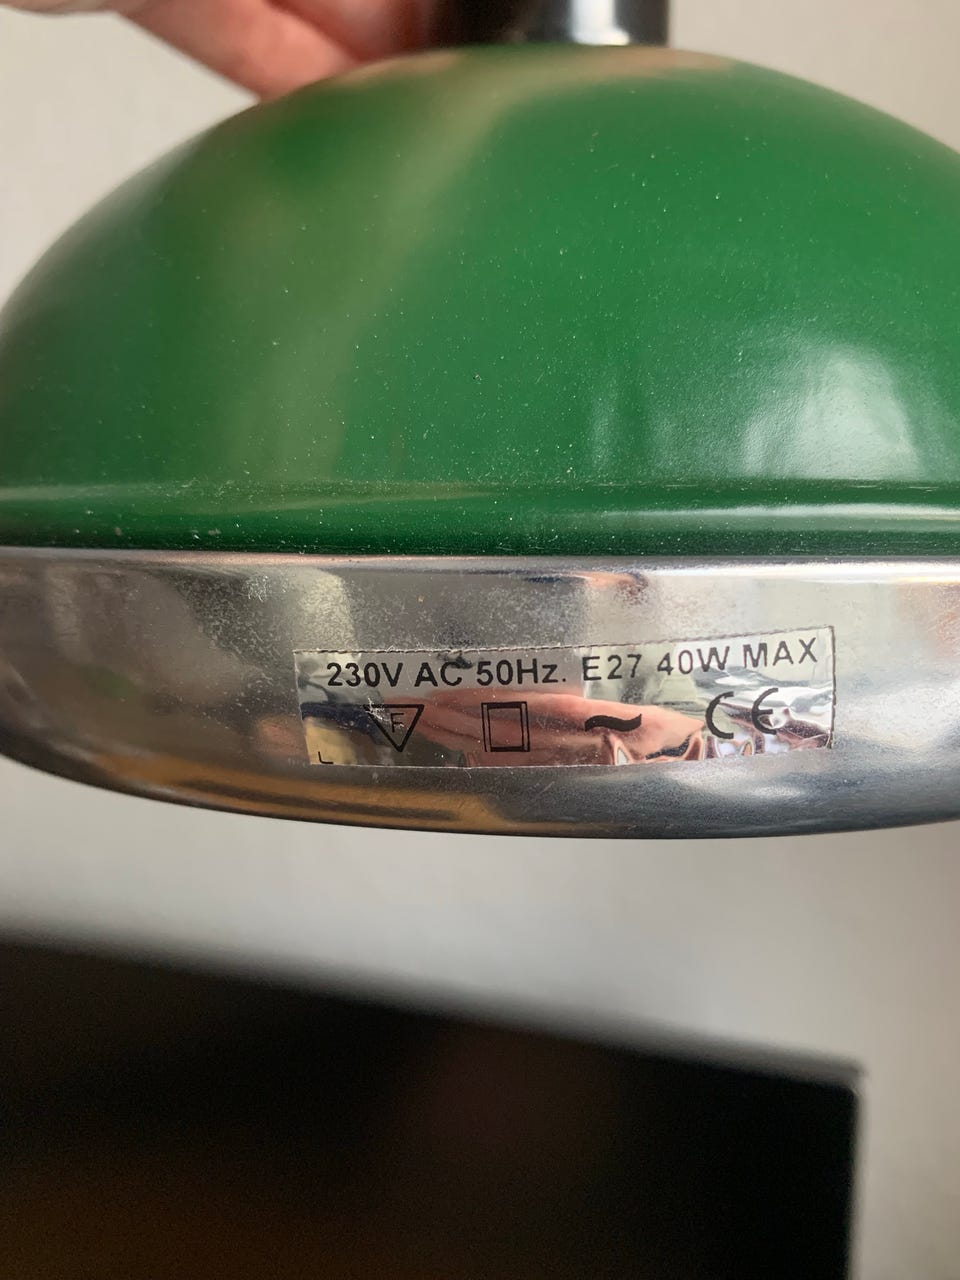 230V AC 50Hz. E27 40W MAX
F ~ CE